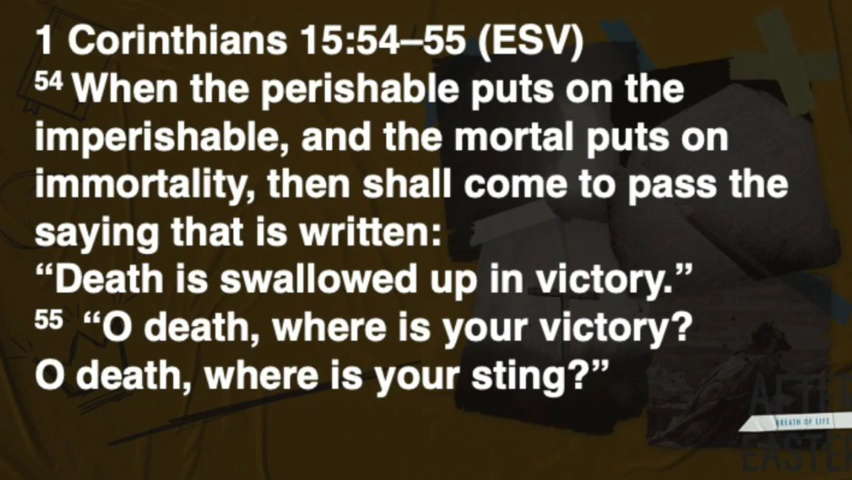 1 Corinthians 15:54–55 (ESV)
54 When the perishable puts on the
imperishable, and the mortal puts on
immortality, then shall come to pass the
saying that is written:
“Death is swallowed up in victory.”
55 “O death, where is your victory?
O death, where is your sting?”
AFTER
BREATH OF LIFE
EASTER